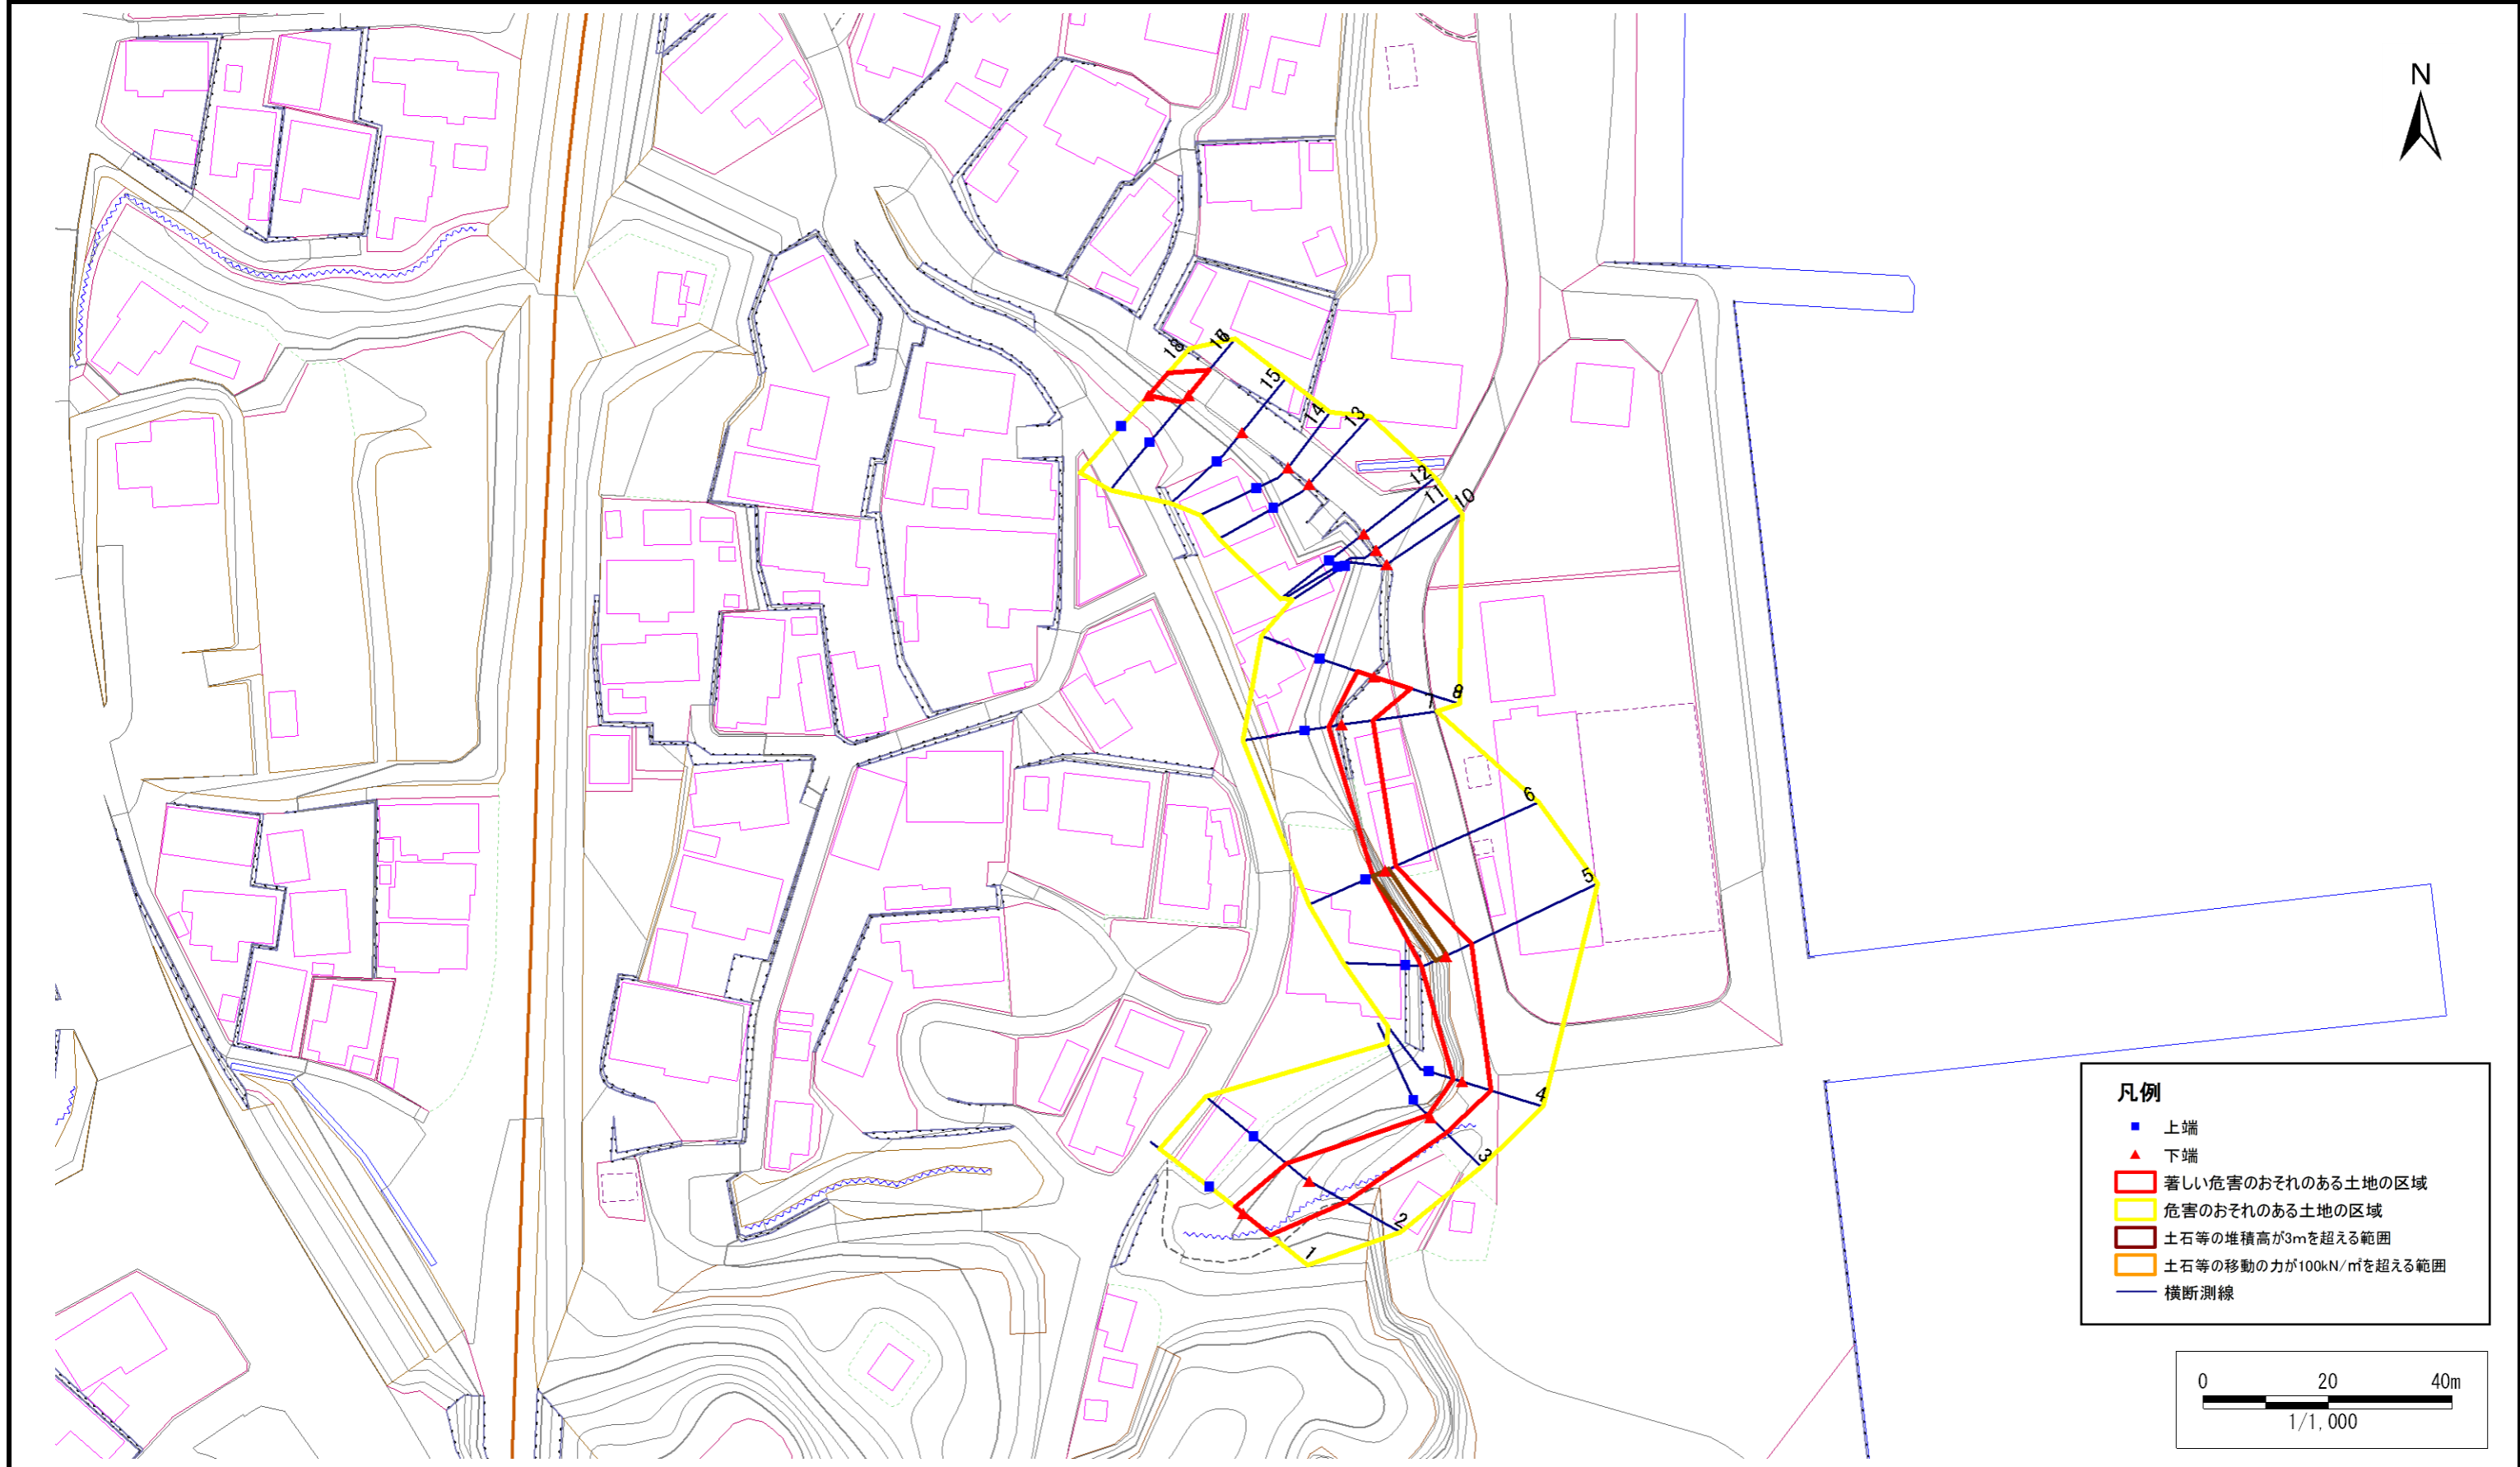 N
18
15
14
13
12
11
10
8
7
6
5
4
3
2
1
凡例
上端
下端
著しい危害のおそれのある土地の区域
危害のおそれのある土地の区域
土石等の堆積高が3mを超える範囲
土石等の移動の力が100kN/㎡を超える範囲
横断測線
0 20 40m
1/1,000